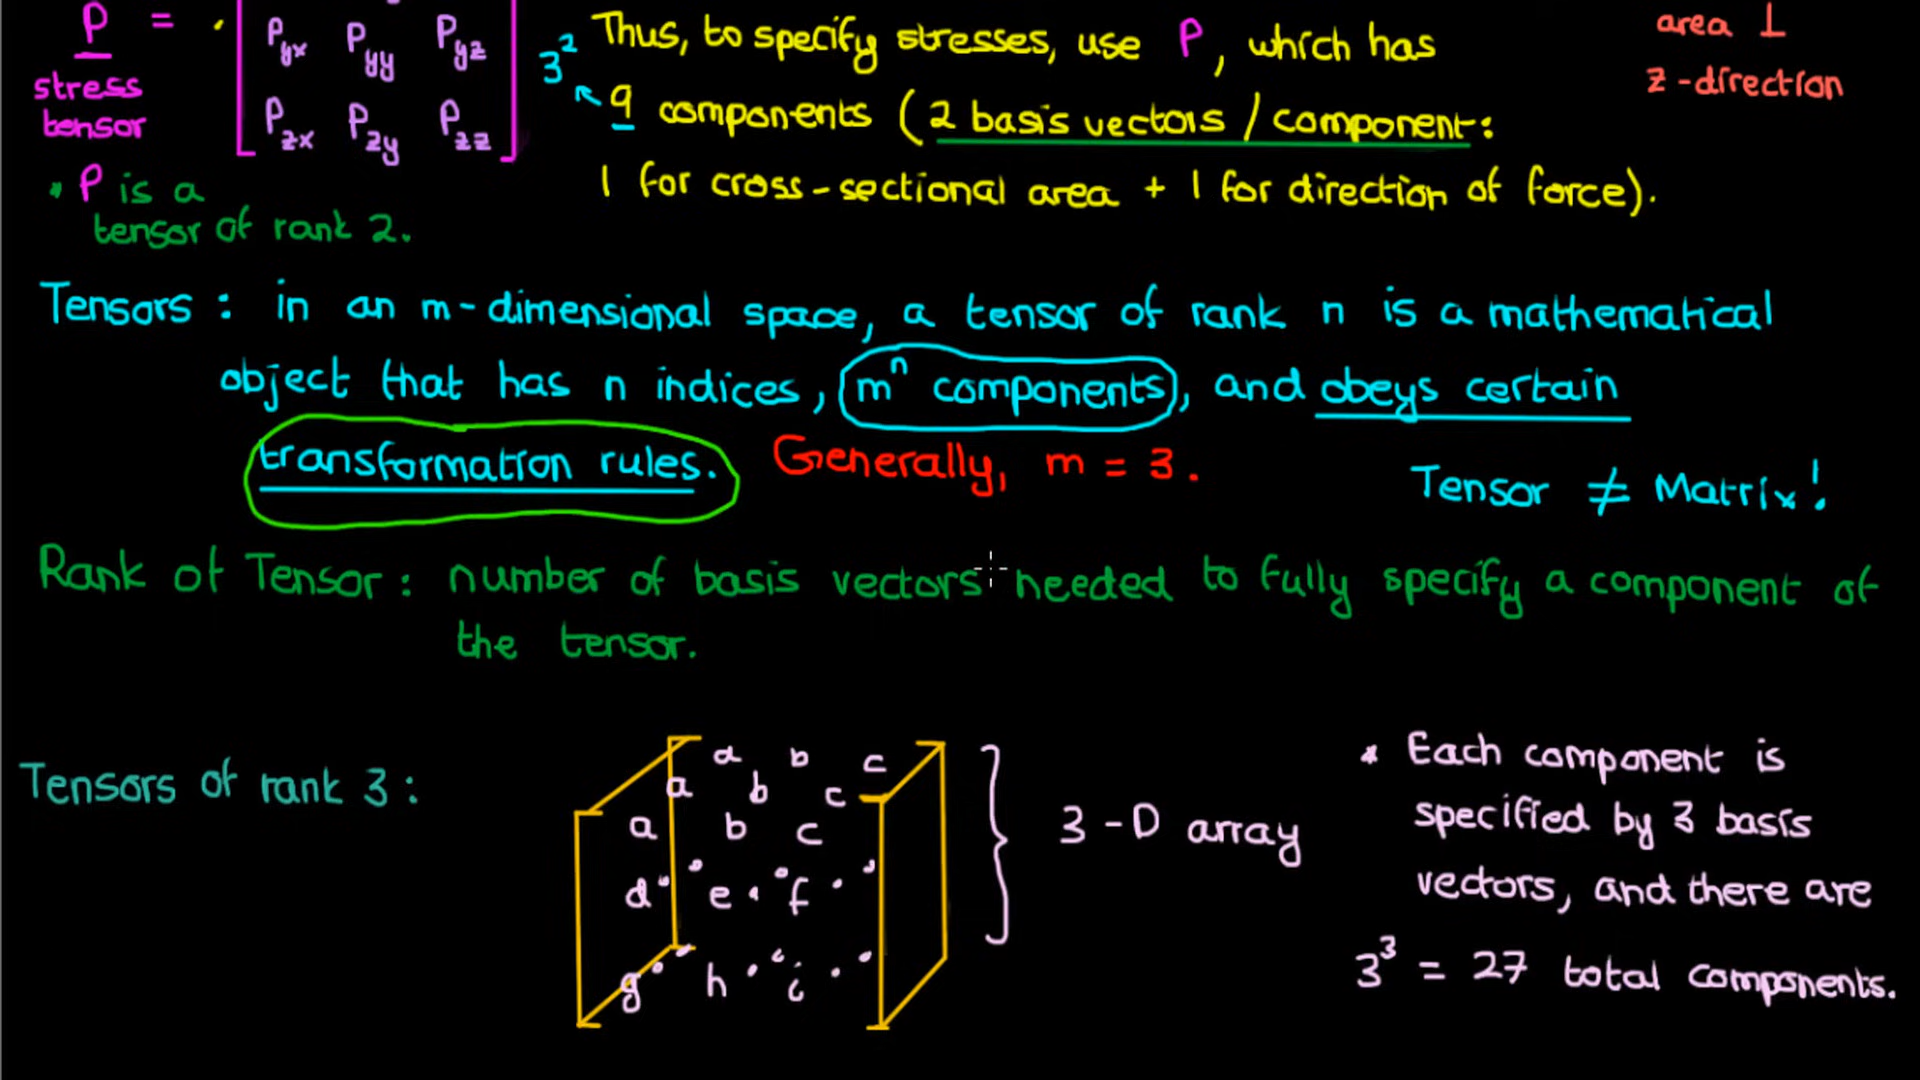 P = Pyx Pyy Pyz
stress tensor
Pzx Pzy Pzz
3² Thus, to specify stresses, use P, which has
9 components (2 basis vectors / component:
1 for cross-sectional area + 1 for direction of force).
area ⊥
z-direction
* P is a
tensor of rank 2.
Tensors : in an m-dimensional space, a tensor of rank n is a mathematical
object that has n indices, mⁿ components, and obeys certain
transformation rules. Generally, m = 3.
Tensor ≠ Matrix!
Rank of Tensor : number of basis vectors needed to fully specify a component of
the tensor.
Tensors of rank 3 :
a b c
a b c
a b c
d e f
g h i
3-D array
* Each component is
specified by 3 basis
vectors, and there are
3³ = 27 total components.